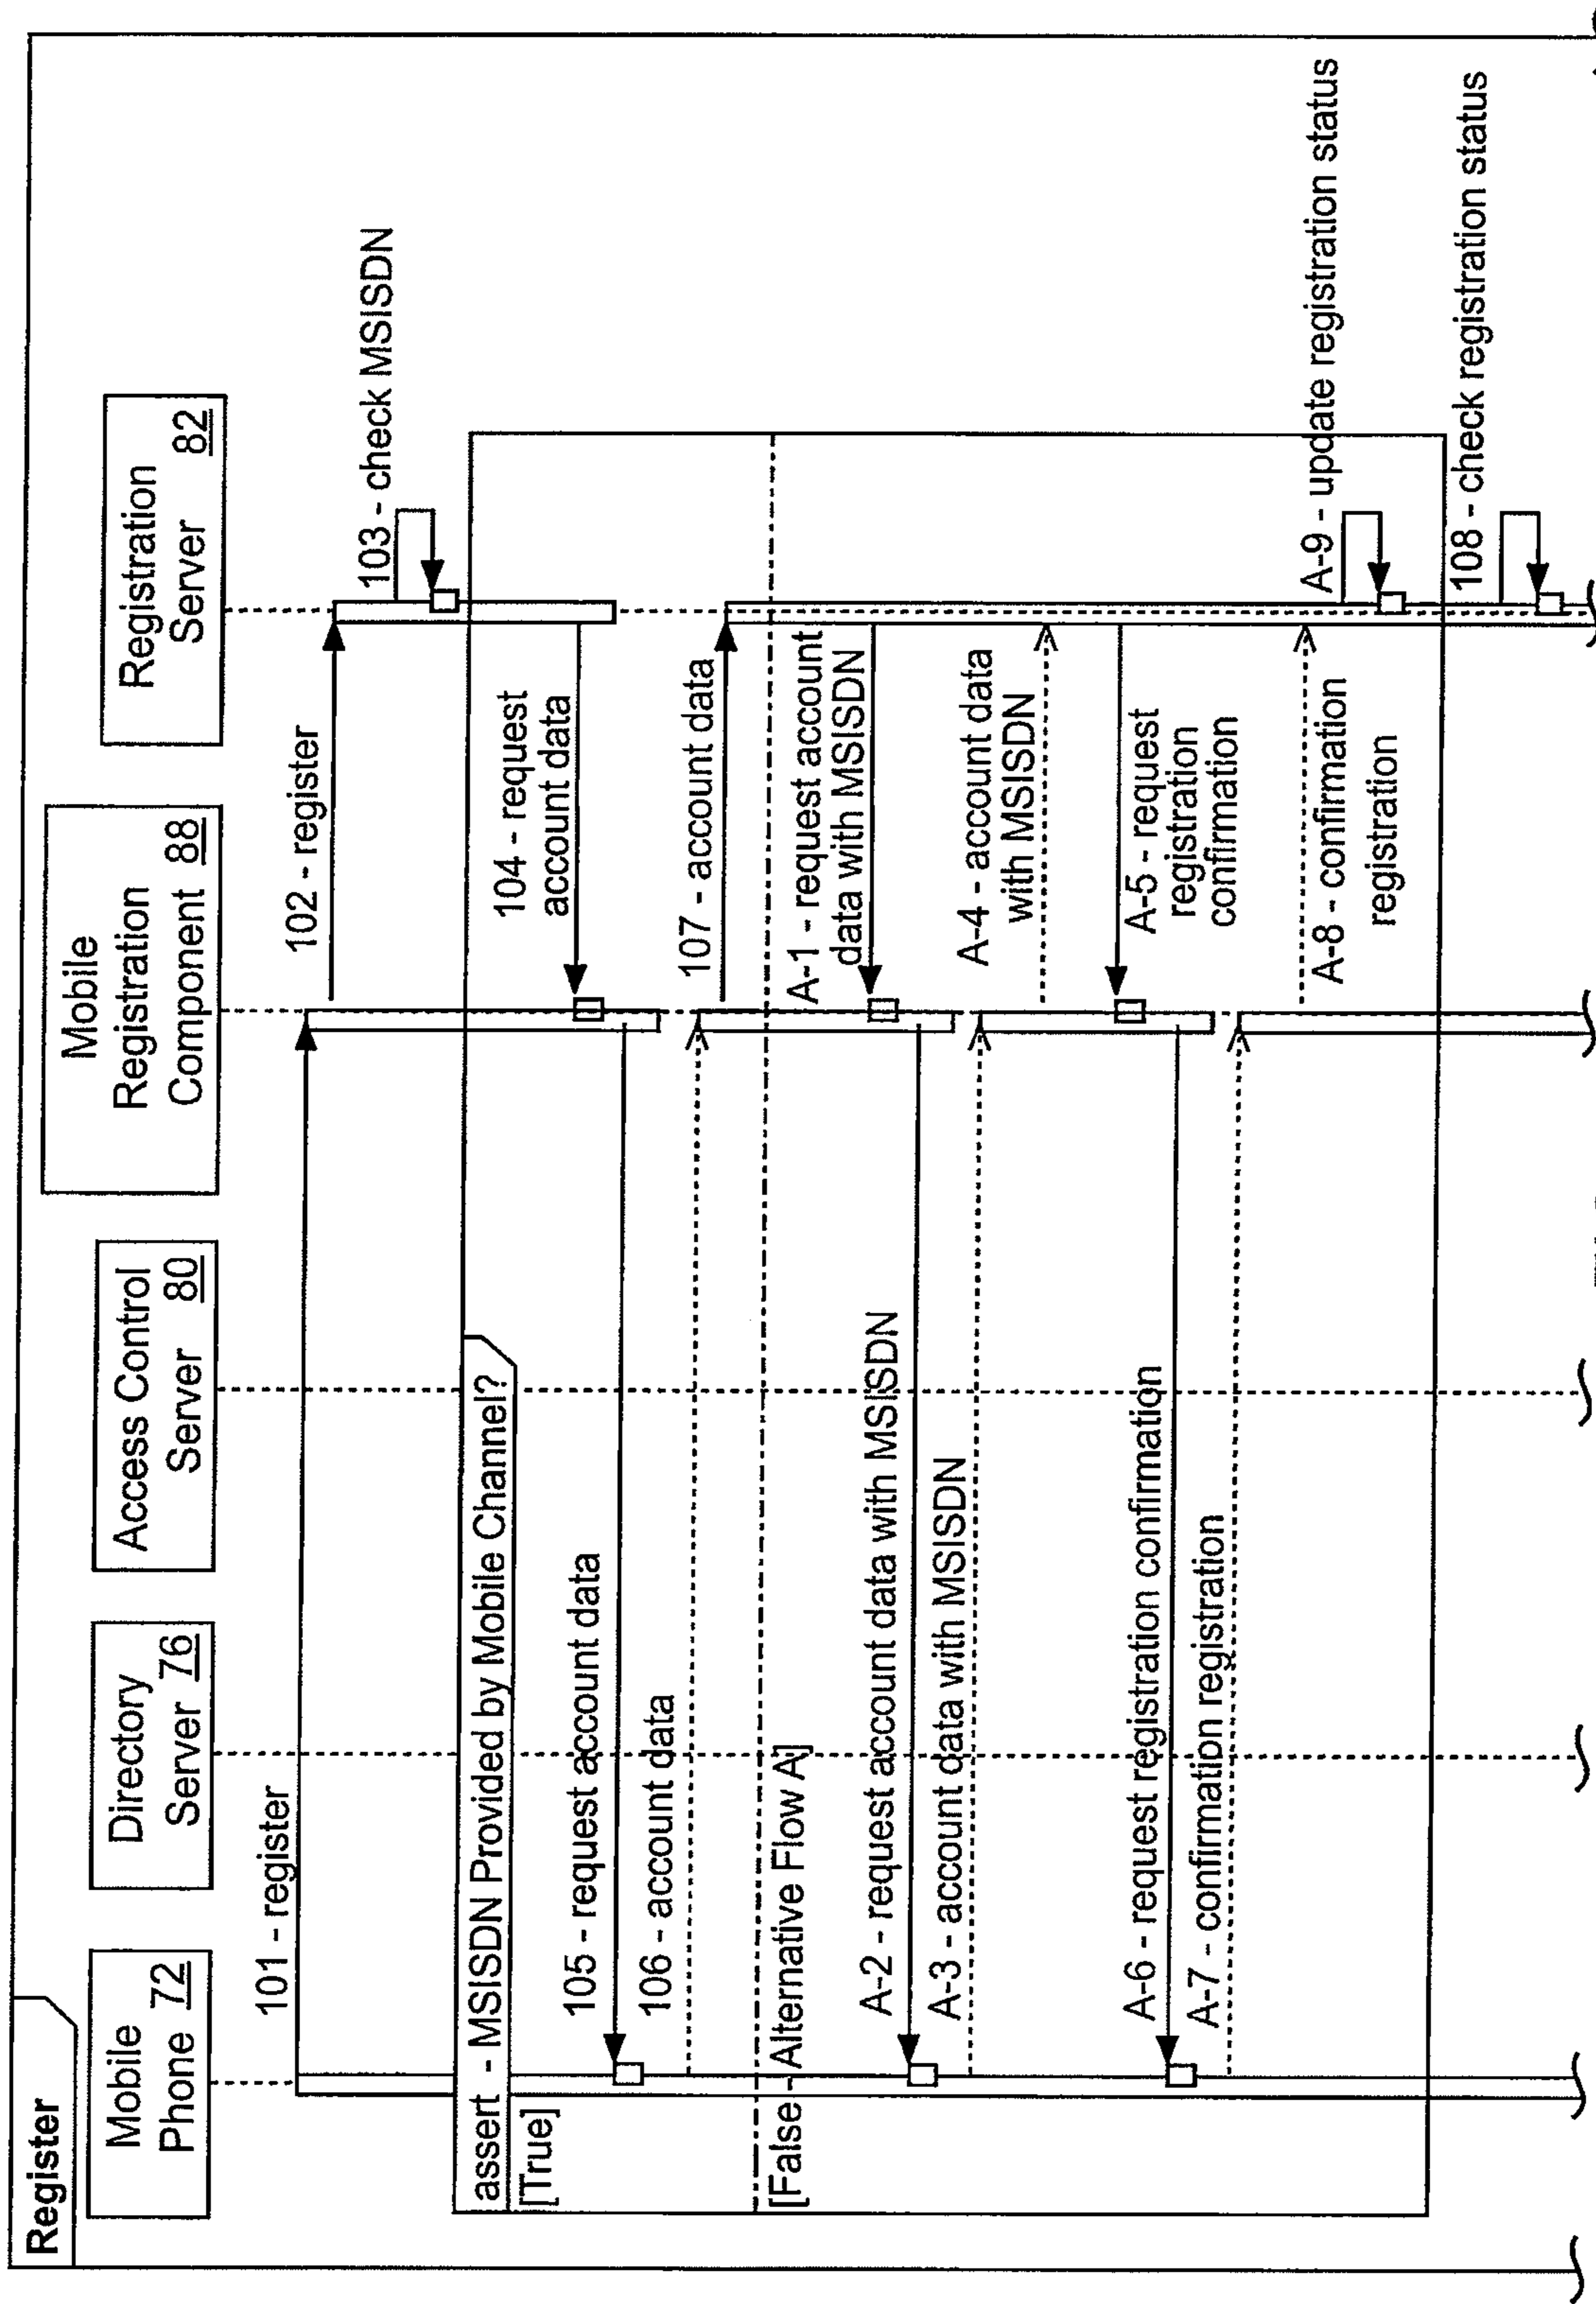 Register
Mobile
Phone 72
Directory
Server 76
Access Control
Server 80
Mobile
Registration
Component 88
Registration
Server 82
101 - register
102 - register
103 - check MSISDN
assert - MSISDN Provided by Mobile Channel?
[True]
104 - request
account data
105 - request account data
106 - account data
107 - account data
[False - Alternative Flow A]
A-1 - request account
data with MSISDN
A-2 - request account data with MSISDN
A-3 - account data with MSISDN
A-4 - account data
with MSISDN
A-5 - request
registration
confirmation
A-6 - request registration confirmation
A-7 - confirmation registration
A-8 - confirmation
registration
A-9 - update registration status
108 - check registration status